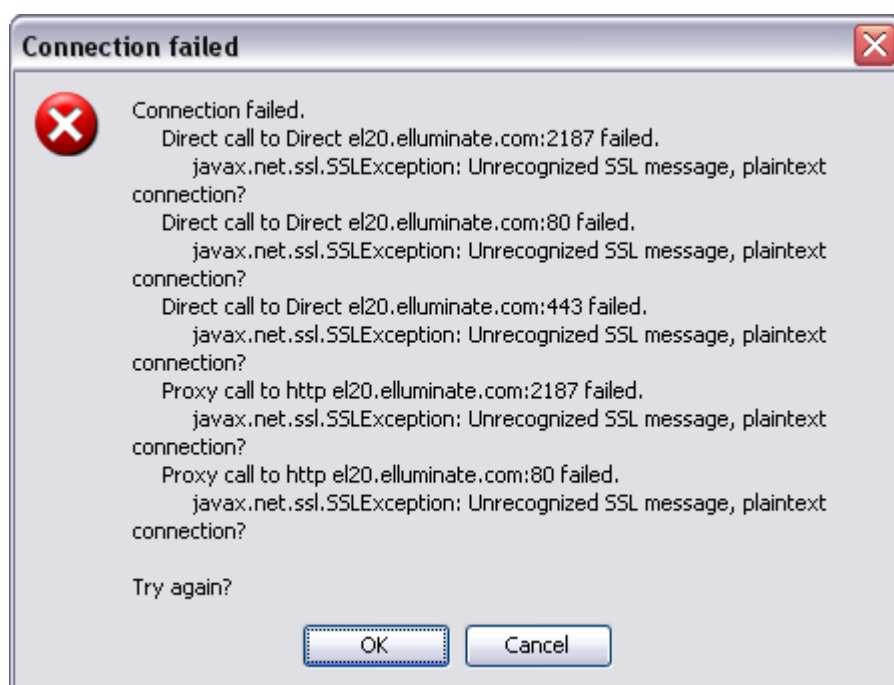 Connection failed
Connection failed.
Direct call to Direct el20.elluminate.com:2187 failed.
javax.net.ssl.SSLException: Unrecognized SSL message, plaintext
connection?
Direct call to Direct el20.elluminate.com:80 failed.
javax.net.ssl.SSLException: Unrecognized SSL message, plaintext
connection?
Direct call to Direct el20.elluminate.com:443 failed.
javax.net.ssl.SSLException: Unrecognized SSL message, plaintext
connection?
Proxy call to http el20.elluminate.com:2187 failed.
javax.net.ssl.SSLException: Unrecognized SSL message, plaintext
connection?
Proxy call to http el20.elluminate.com:80 failed.
javax.net.ssl.SSLException: Unrecognized SSL message, plaintext
connection?
Try again?
OK Cancel